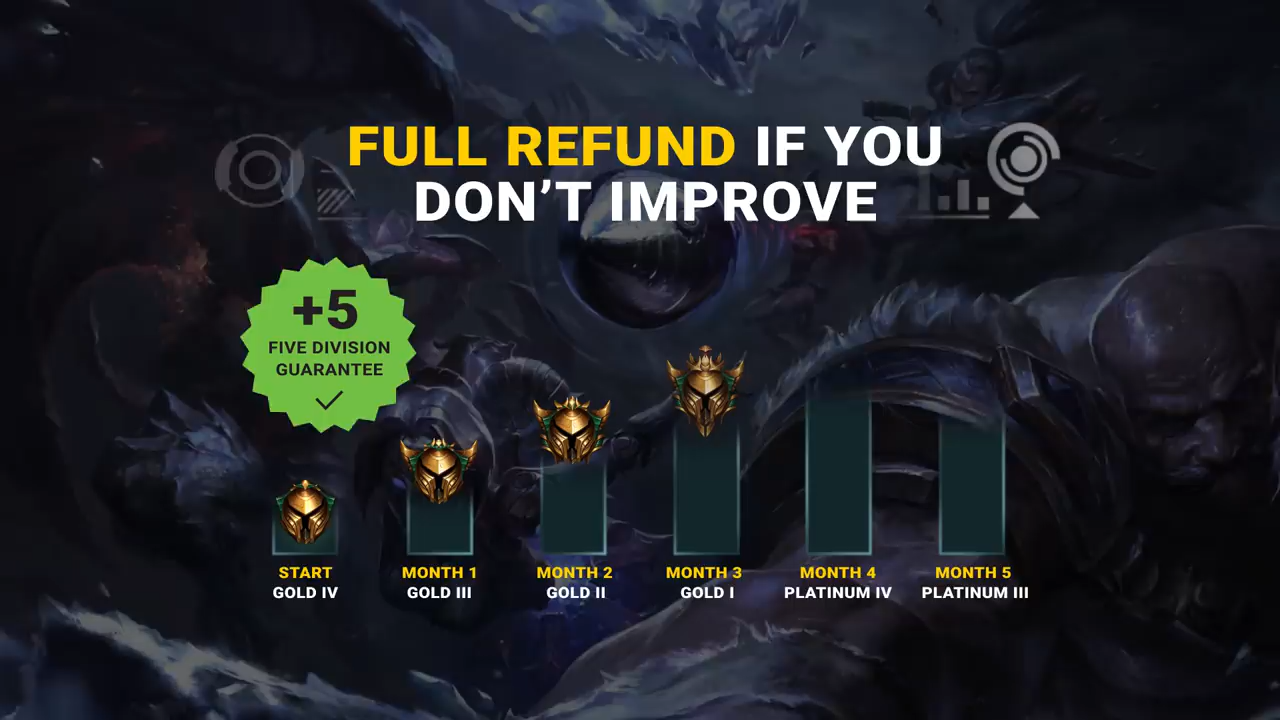 FULL REFUND IF YOU
DON'T IMPROVE
+5
FIVE DIVISION
GUARANTEE
START
GOLD IV
MONTH 1
GOLD III
MONTH 2
GOLD II
MONTH 3
GOLD I
MONTH 4
PLATINUM IV
MONTH 5
PLATINUM III